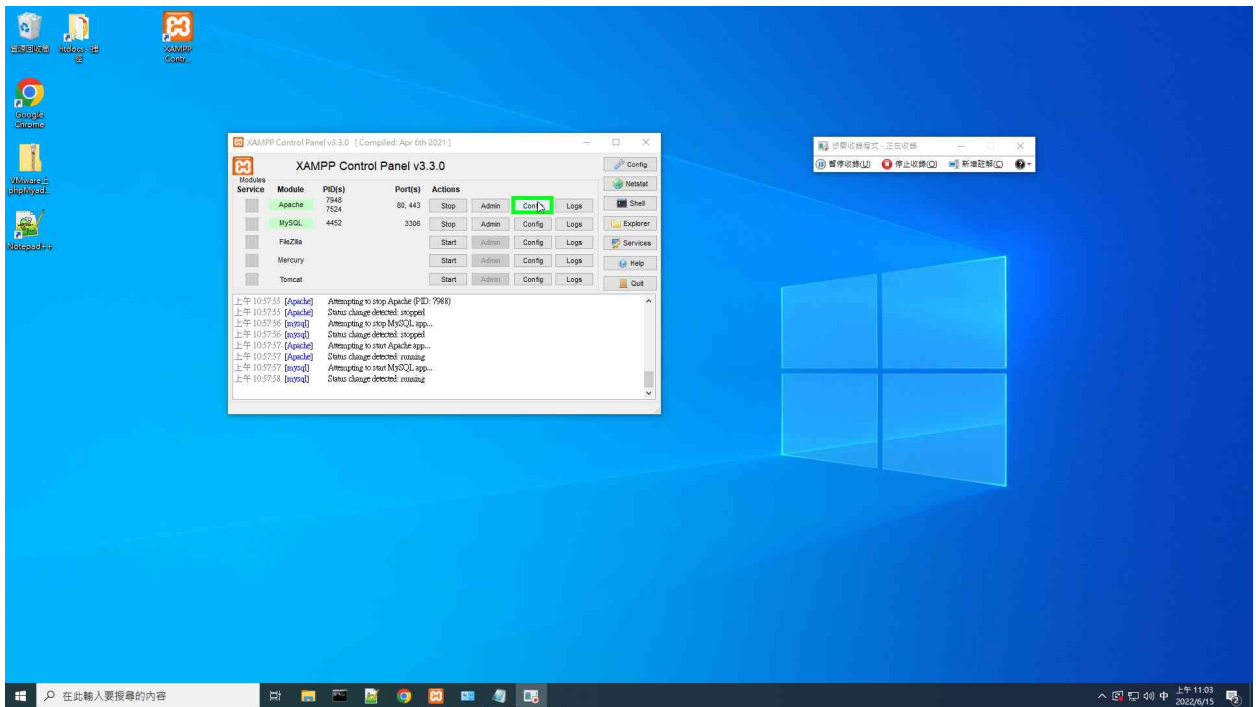 資源回收筒
htdocs - 捷
徑
XAMPP
Contr...
Google
Chrome
VMware上
phpMyad...
Notepad++
XAMPP Control Panel v3.3.0 [ Compiled: Apr 6th 2021 ]
XAMPP Control Panel v3.3.0
Config
Modules
Service Module PID(s) Port(s) Actions
Netstat
Apache 7948 7524 80, 443 Stop Admin Config Logs
Shell
MySQL 4452 3306 Stop Admin Config Logs
Explorer
FileZilla Start Admin Config Logs
Services
Mercury Start Admin Config Logs
Help
Tomcat Start Admin Config Logs
Quit
上午 10:57:55 [Apache] Attempting to stop Apache (PID: 7988)
上午 10:57:55 [Apache] Status change detected: stopped
上午 10:57:56 [mysql] Attempting to stop MySQL app...
上午 10:57:56 [mysql] Status change detected: stopped
上午 10:57:57 [Apache] Attempting to start Apache app...
上午 10:57:57 [Apache] Status change detected: running
上午 10:57:57 [mysql] Attempting to start MySQL app...
上午 10:57:58 [mysql] Status change detected: running
步驟收錄程式 - 正在收錄
暫停收錄(U) 停止收錄(O) 新增註解(C)
在此輸入要搜尋的內容
中
上午 11:03
2022/6/15
2